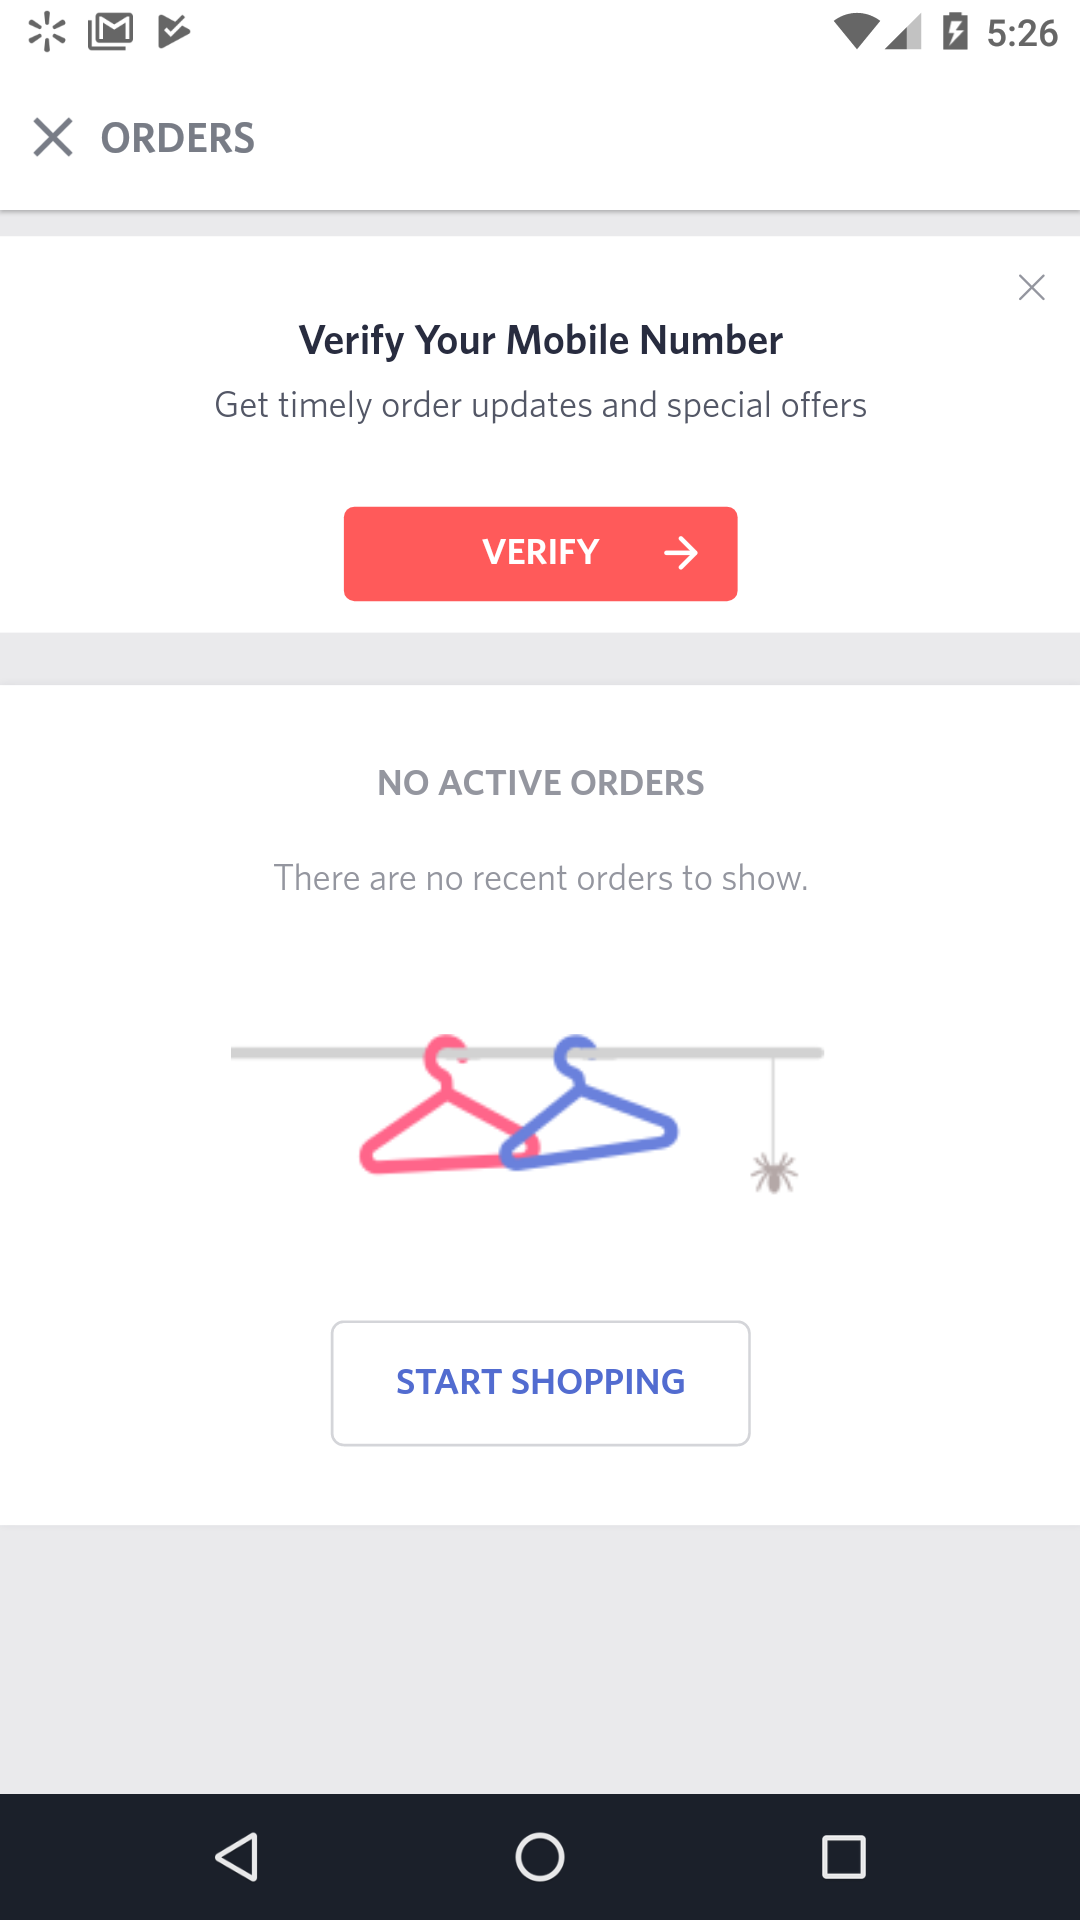 5:26
ORDERS
Verify Your Mobile Number
Get timely order updates and special offers
VERIFY
NO ACTIVE ORDERS
There are no recent orders to show.
START SHOPPING